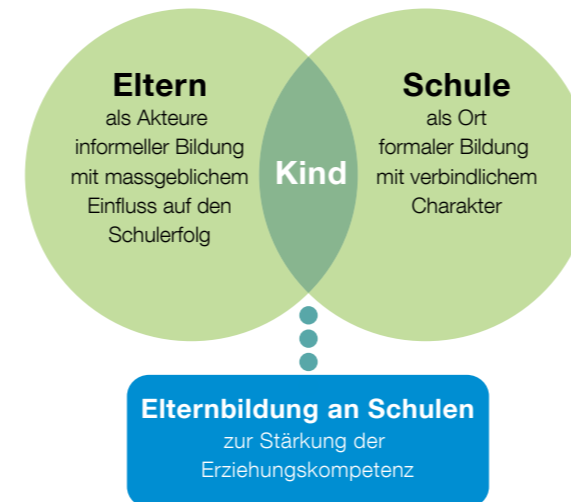 Eltern
als Akteure
informeller Bildung
mit massgeblichem
Einfluss auf den
Schulerfolg
Kind
Schule
als Ort
formaler Bildung
mit verbindlichem
Charakter
Elternbildung an Schulen
zur Stärkung der
Erziehungskompetenz